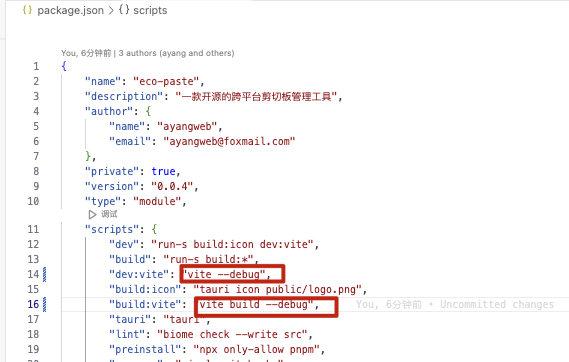 {} package.json > {} scripts
You, 6分钟前 | 3 authors (ayang and others)
1 {
2 "name": "eco-paste",
3 "description": "一款开源的跨平台剪切板管理工具",
4 "author": {
5 "name": "ayangweb",
6 "email": "ayangweb@foxmail.com"
7 },
8 "private": true,
9 "version": "0.0.4",
10 "type": "module",
调试
11 "scripts": {
12 "dev": "run-s build:icon dev:vite",
13 "build": "run-s build:*",
14 "dev:vite": "vite --debug",
15 "build:icon": "tauri icon public/logo.png",
16 "build:vite": "vite build --debug", You, 6分钟前 • Uncommitted changes
17 "tauri": "tauri",
18 "lint": "biome check --write src",
19 "preinstall": "npx only-allow pnpm",